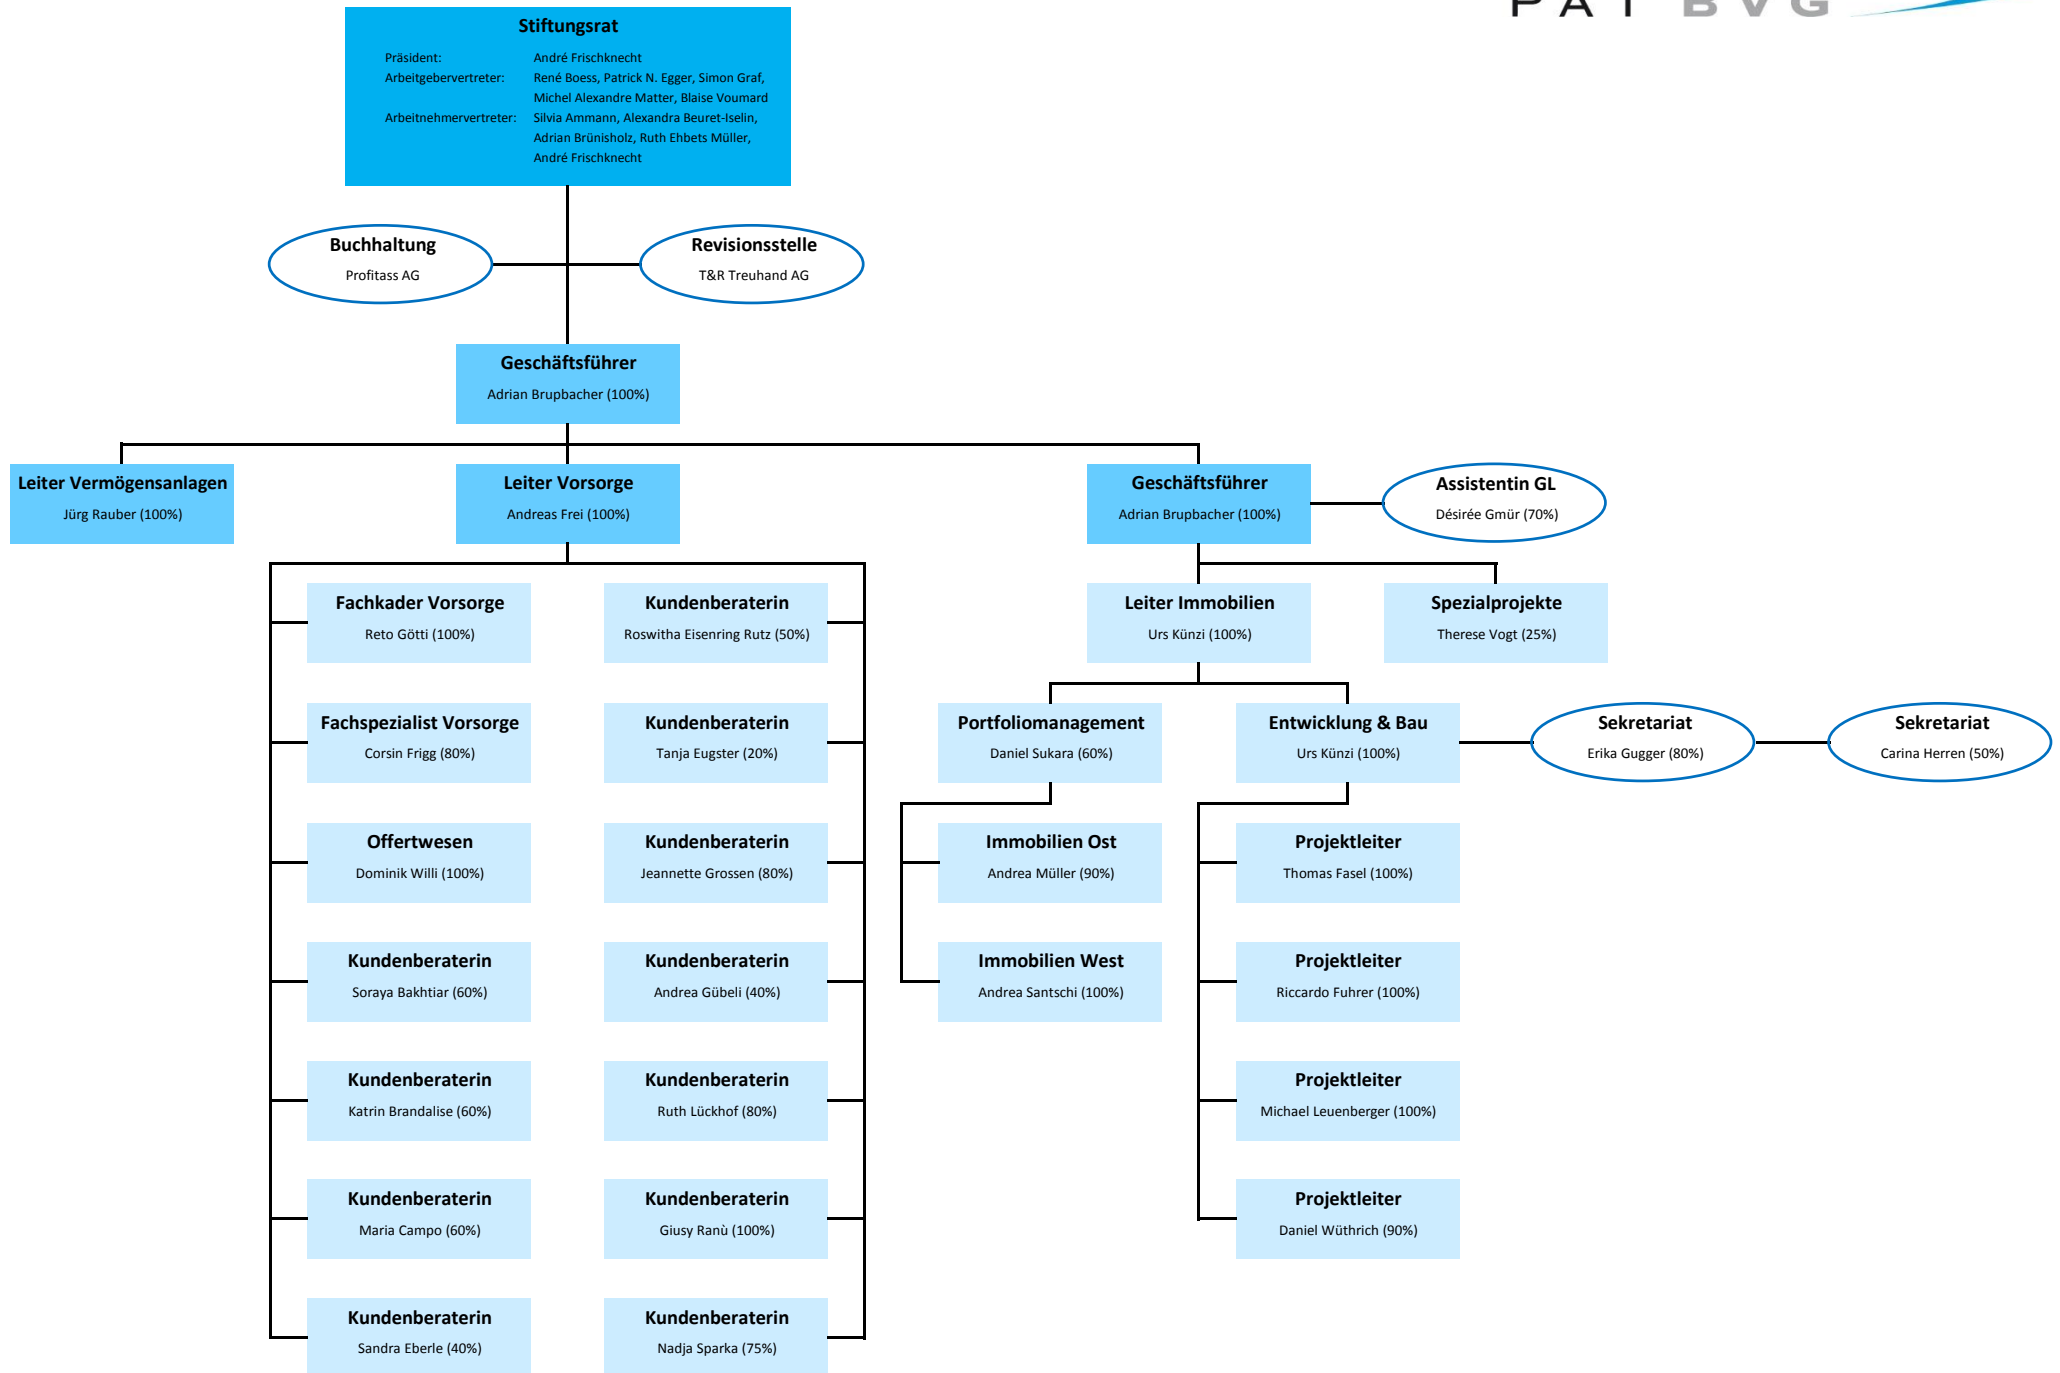 PAT BVG
Stiftungsrat
Präsident: André Frischknecht
Arbeitgebervertreter: René Boess, Patrick N. Egger, Simon Graf,
Michel Alexandre Matter, Blaise Voumard
Arbeitnehmervertreter: Silvia Ammann, Alexandra Beuret-Iselin,
Adrian Brünisholz, Ruth Ehbets Müller,
André Frischknecht
Buchhaltung
Profitass AG
Revisionsstelle
T&R Treuhand AG
Geschäftsführer
Adrian Brupbacher (100%)
Leiter Vermögensanlagen
Jürg Rauber (100%)
Leiter Vorsorge
Andreas Frei (100%)
Geschäftsführer
Adrian Brupbacher (100%)
Assistentin GL
Désirée Gmür (70%)
Fachkader Vorsorge
Reto Götti (100%)
Kundenberaterin
Roswitha Eisenring Rutz (50%)
Leiter Immobilien
Urs Künzi (100%)
Spezialprojekte
Therese Vogt (25%)
Fachspezialist Vorsorge
Corsin Frigg (80%)
Kundenberaterin
Tanja Eugster (20%)
Portfoliomanagement
Daniel Sukara (60%)
Entwicklung & Bau
Urs Künzi (100%)
Sekretariat
Erika Gugger (80%)
Sekretariat
Carina Herren (50%)
Offertwesen
Dominik Willi (100%)
Kundenberaterin
Jeannette Grossen (80%)
Immobilien Ost
Andrea Müller (90%)
Projektleiter
Thomas Fasel (100%)
Kundenberaterin
Soraya Bakhtiar (60%)
Kundenberaterin
Andrea Gübeli (40%)
Immobilien West
Andrea Santschi (100%)
Projektleiter
Riccardo Fuhrer (100%)
Kundenberaterin
Katrin Brandalise (60%)
Kundenberaterin
Ruth Lückhof (80%)
Projektleiter
Michael Leuenberger (100%)
Kundenberaterin
Maria Campo (60%)
Kundenberaterin
Giusy Ranù (100%)
Projektleiter
Daniel Wüthrich (90%)
Kundenberaterin
Sandra Eberle (40%)
Kundenberaterin
Nadja Sparka (75%)